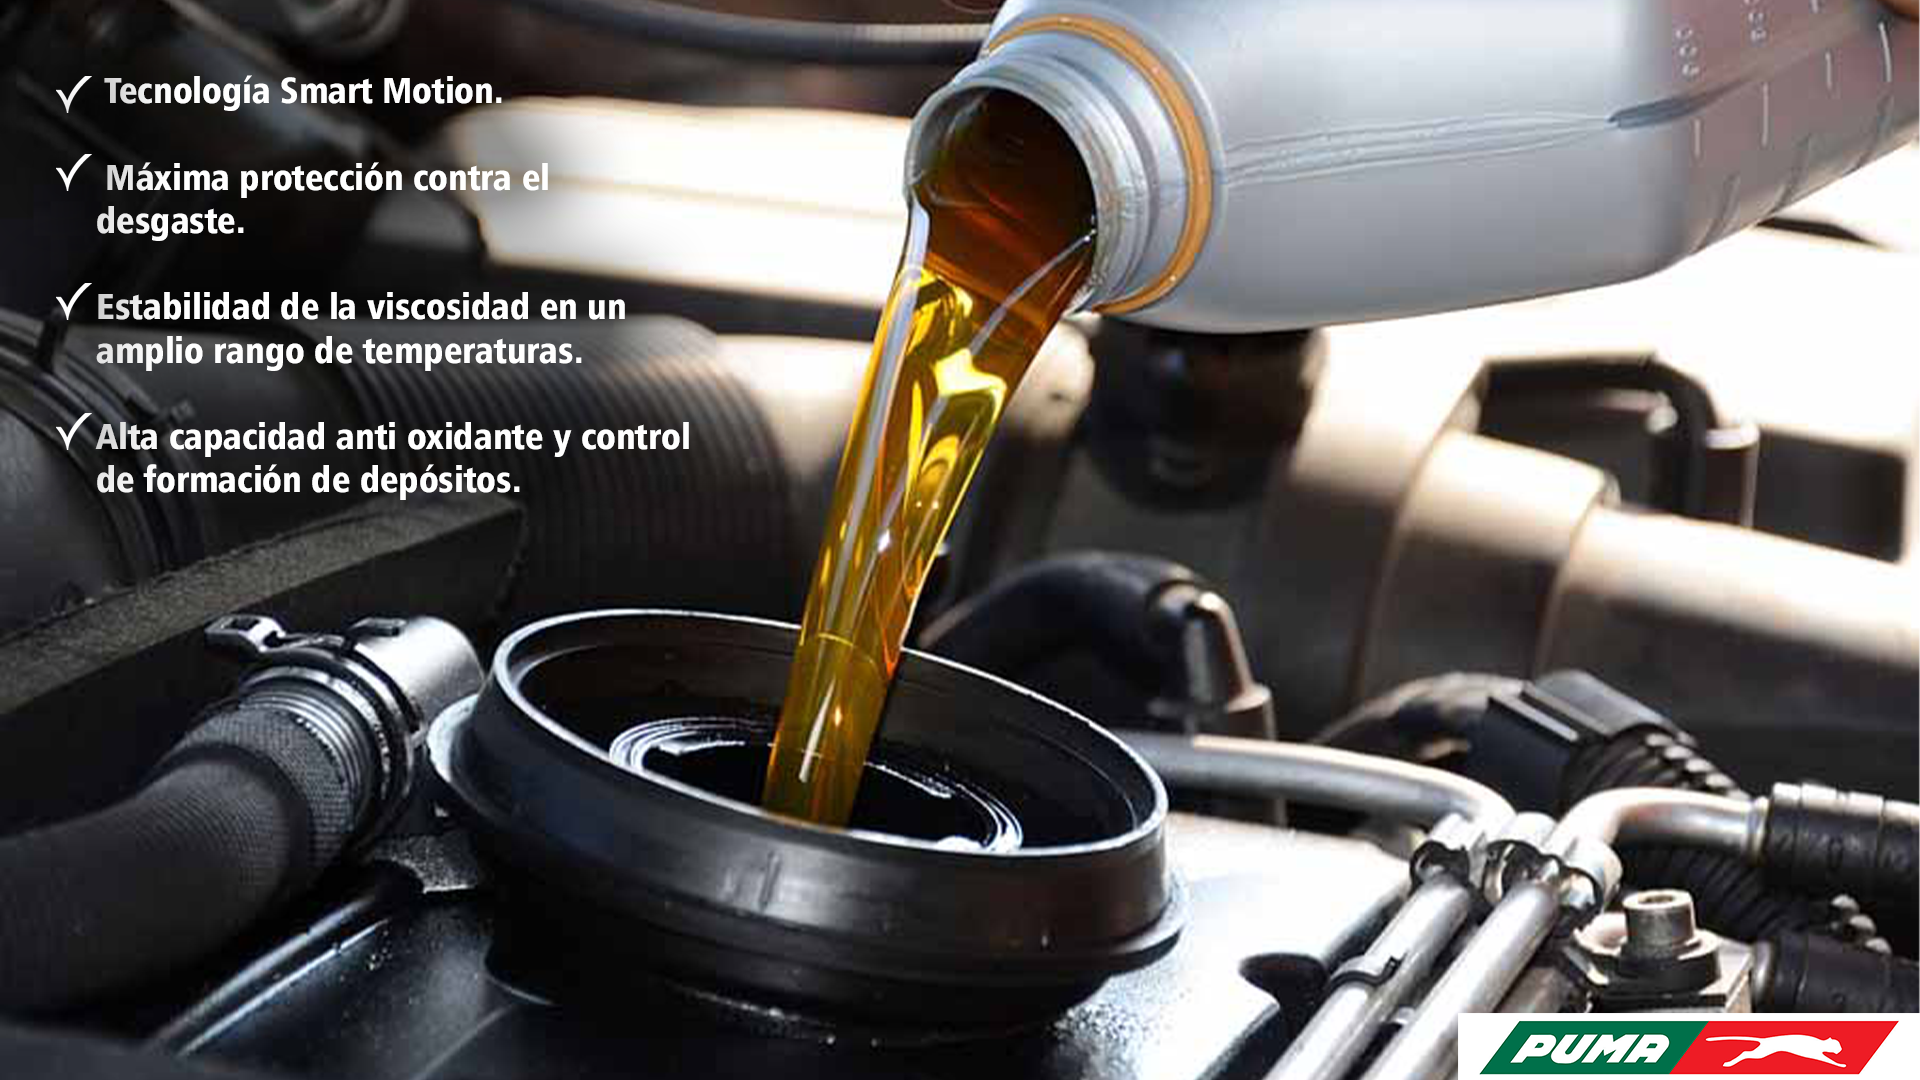 Tecnología Smart Motion.
Máxima protección contra el
desgaste.
Estabilidad de la viscosidad en un
amplio rango de temperaturas.
Alta capacidad anti oxidante y control
de formación de depósitos.
PUMA